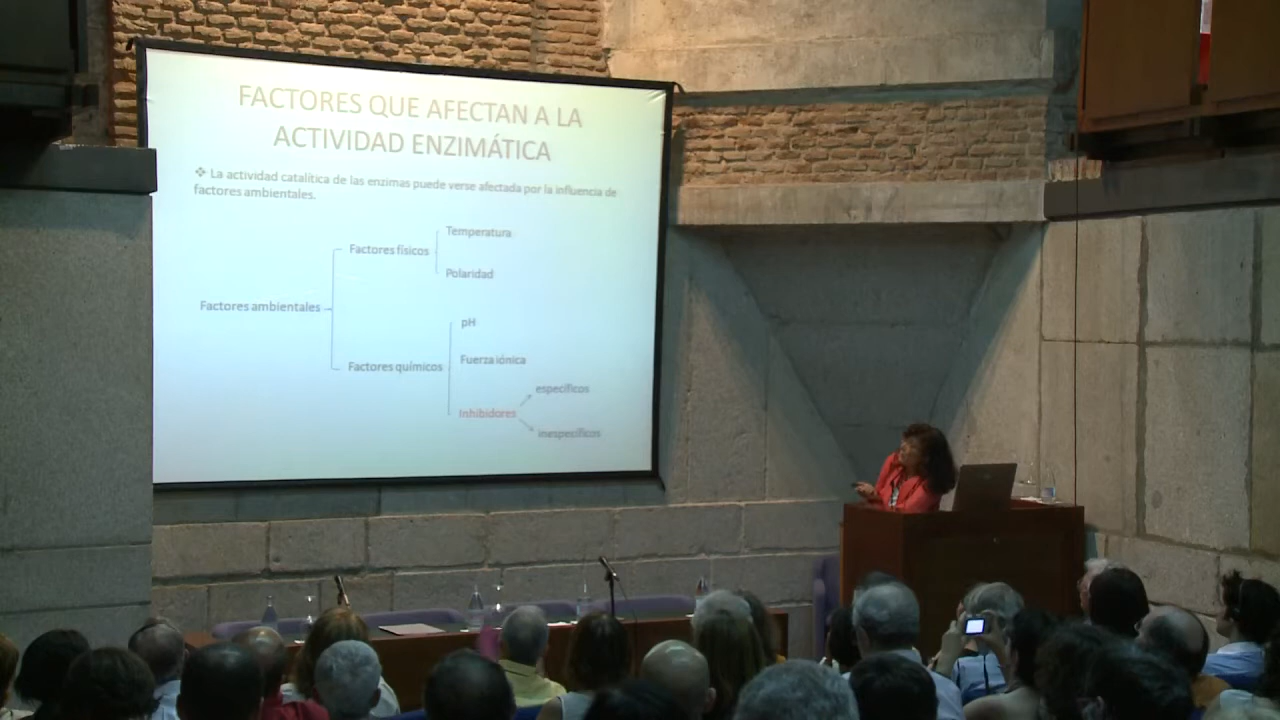 FACTORES QUE AFECTAN A LA
ACTIVIDAD ENZIMÁTICA
❖ La actividad catalítica de las enzimas puede verse afectada por la influencia de
factores ambientales.
Temperatura
Factores físicos
Polaridad
Factores ambientales
pH
Fuerza iónica
Factores químicos
específicos
Inhibidores
inespecíficos